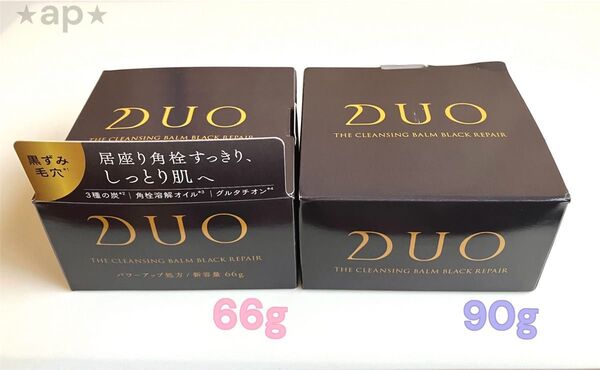 ★ap★
DUO
THE CLEANSING BALM BLACK REPAIR
黒ずみ
毛穴*¹
居座り角栓すっきり、
しっとり肌へ
3種の炭*² | 角栓溶解オイル*³ | グルタチオン*⁴
DUO
THE CLEANSING BALM BLACK REPAIR
パワーアップ処方 / 新容量 66g
DUO
THE CLEANSING BALM BLACK REPAIR
DUO
THE CLEANSING BALM BLACK REPAIR
66g
90g